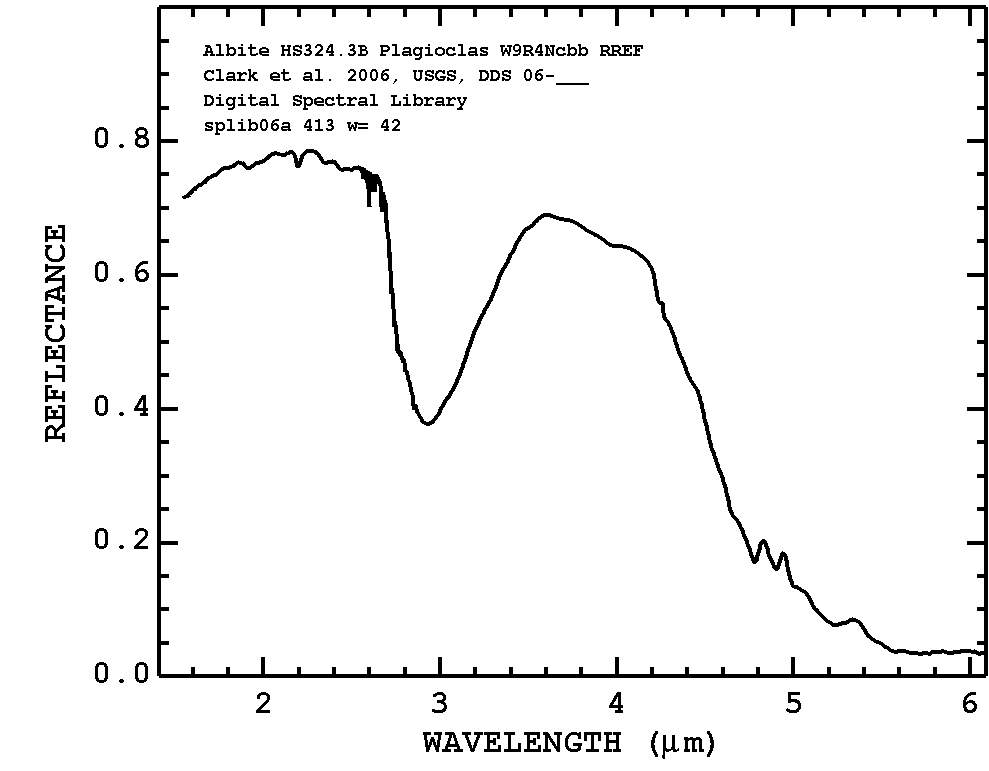 Albite HS324.3B Plagioclas W9R4Ncbb RREF
Clark et al. 2006, USGS, DDS 06-___
Digital Spectral Library
splib06a 413 w= 42
0.8
0.6
0.4
0.2
0.0
REFLECTANCE
2 3 4 5 6
WAVELENGTH (μm)